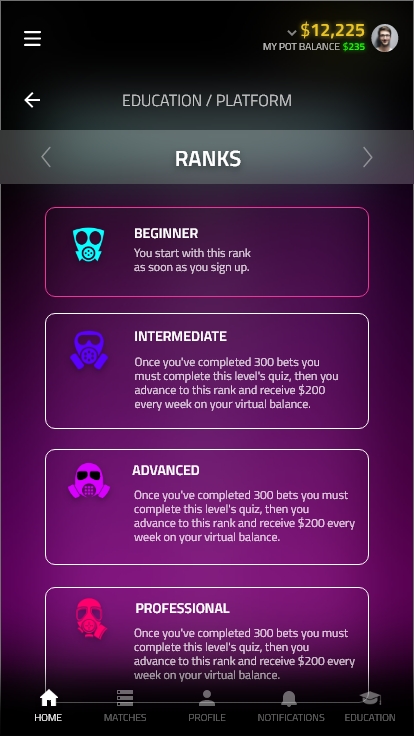 $12,225
MY POT BALANCE $235
EDUCATION / PLATFORM
RANKS
BEGINNER
You start with this rank
as soon as you sign up.
INTERMEDIATE
Once you've completed 300 bets you
must complete this level's quiz, then you
advance to this rank and receive $200
every week on your virtual balance.
ADVANCED
Once you've completed 300 bets you must
complete this level's quiz, then you
advance to this rank and receive $200 every
week on your virtual balance.
PROFESSIONAL
Once you've completed 300 bets you must
complete this level's quiz, then you
advance to this rank and receive $200 every
week on your virtual balance.
HOME MATCHES PROFILE NOTIFICATIONS EDUCATION